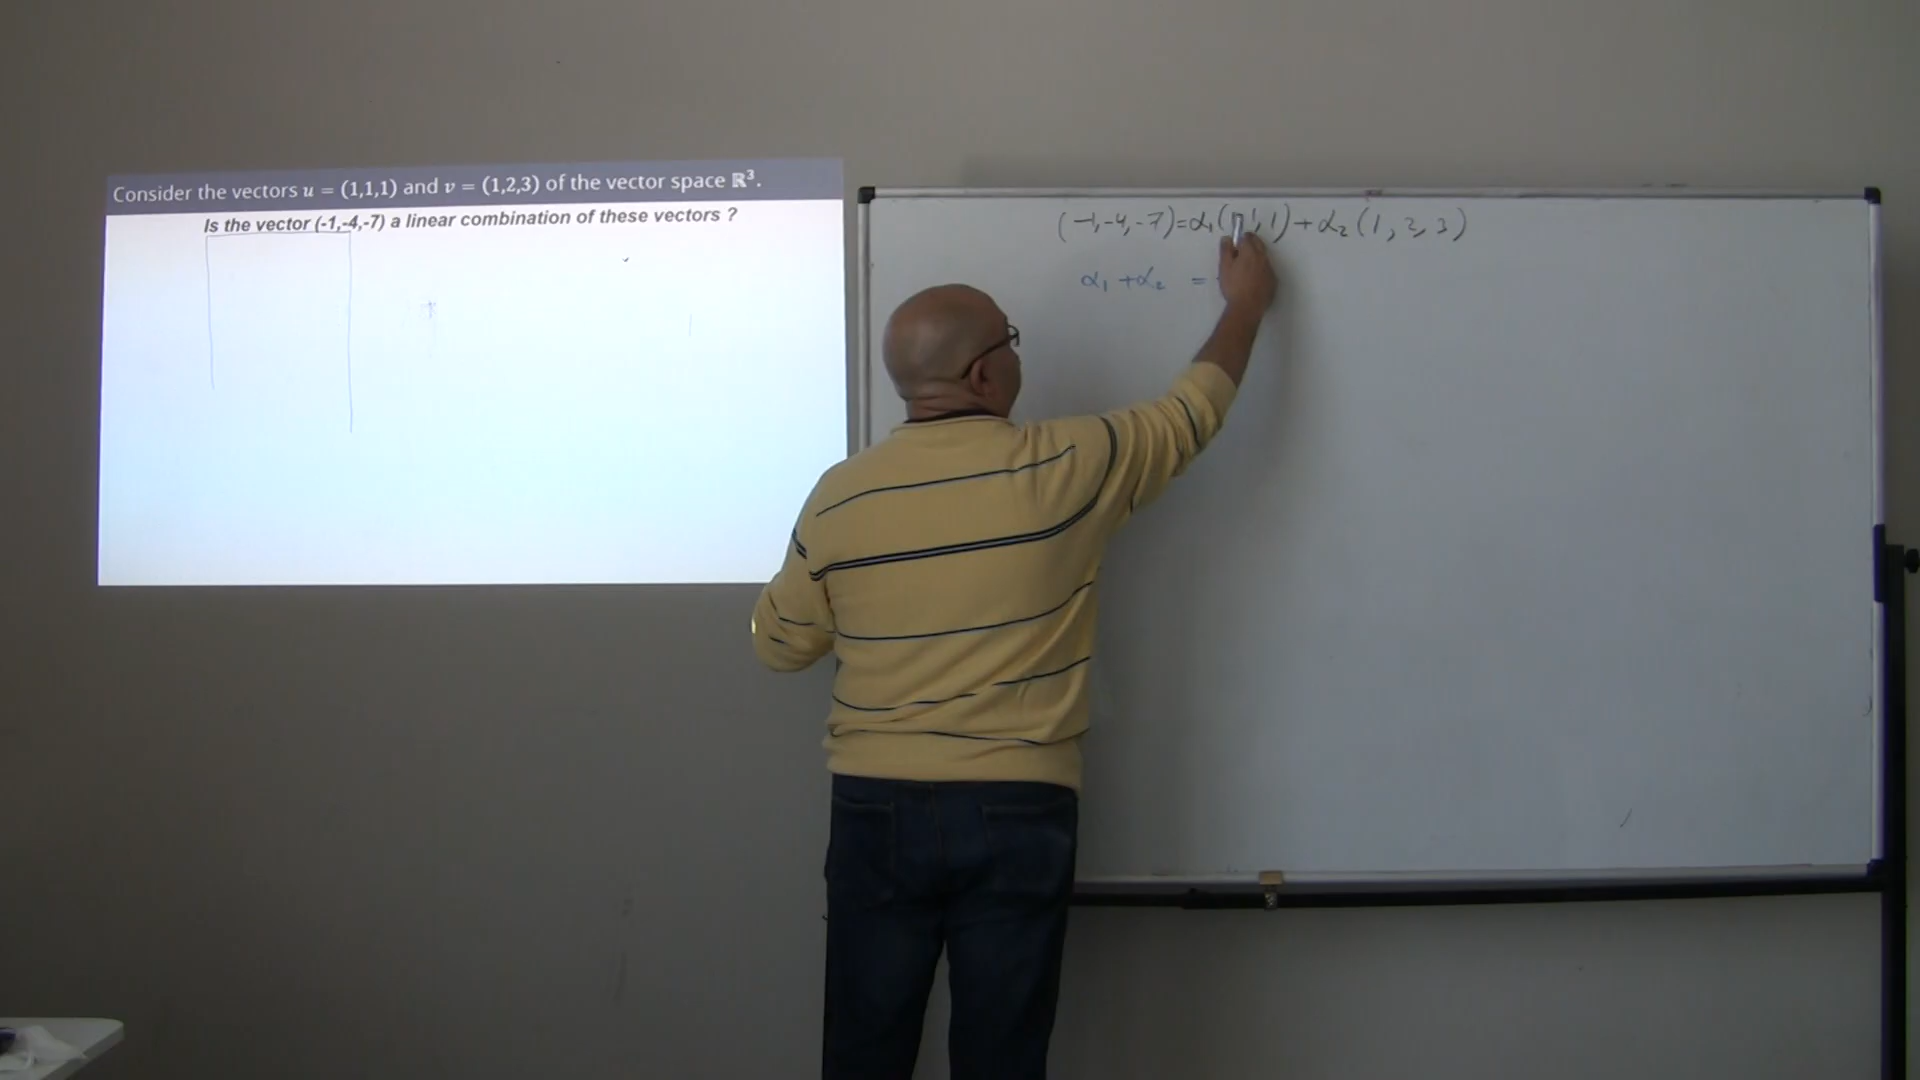 Consider the vectors u = (1,1,1) and v = (1,2,3) of the vector space ℝ³.
Is the vector (-1,-4,-7) a linear combination of these vectors ?
(-1,-4,-7)=α₁(1,1,1)+α₂(1,2,3)
α₁+α₂ =